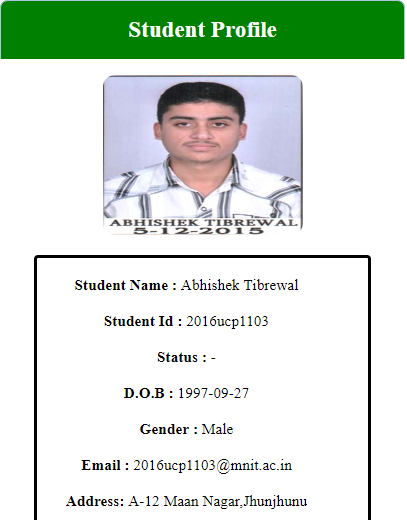 Student Profile
ABHISHEK TIBREWAL
5-12-2015
Student Name : Abhishek Tibrewal
Student Id : 2016ucp1103
Status : -
D.O.B : 1997-09-27
Gender : Male
Email : 2016ucp1103@mnit.ac.in
Address: A-12 Maan Nagar,Jhunjhunu